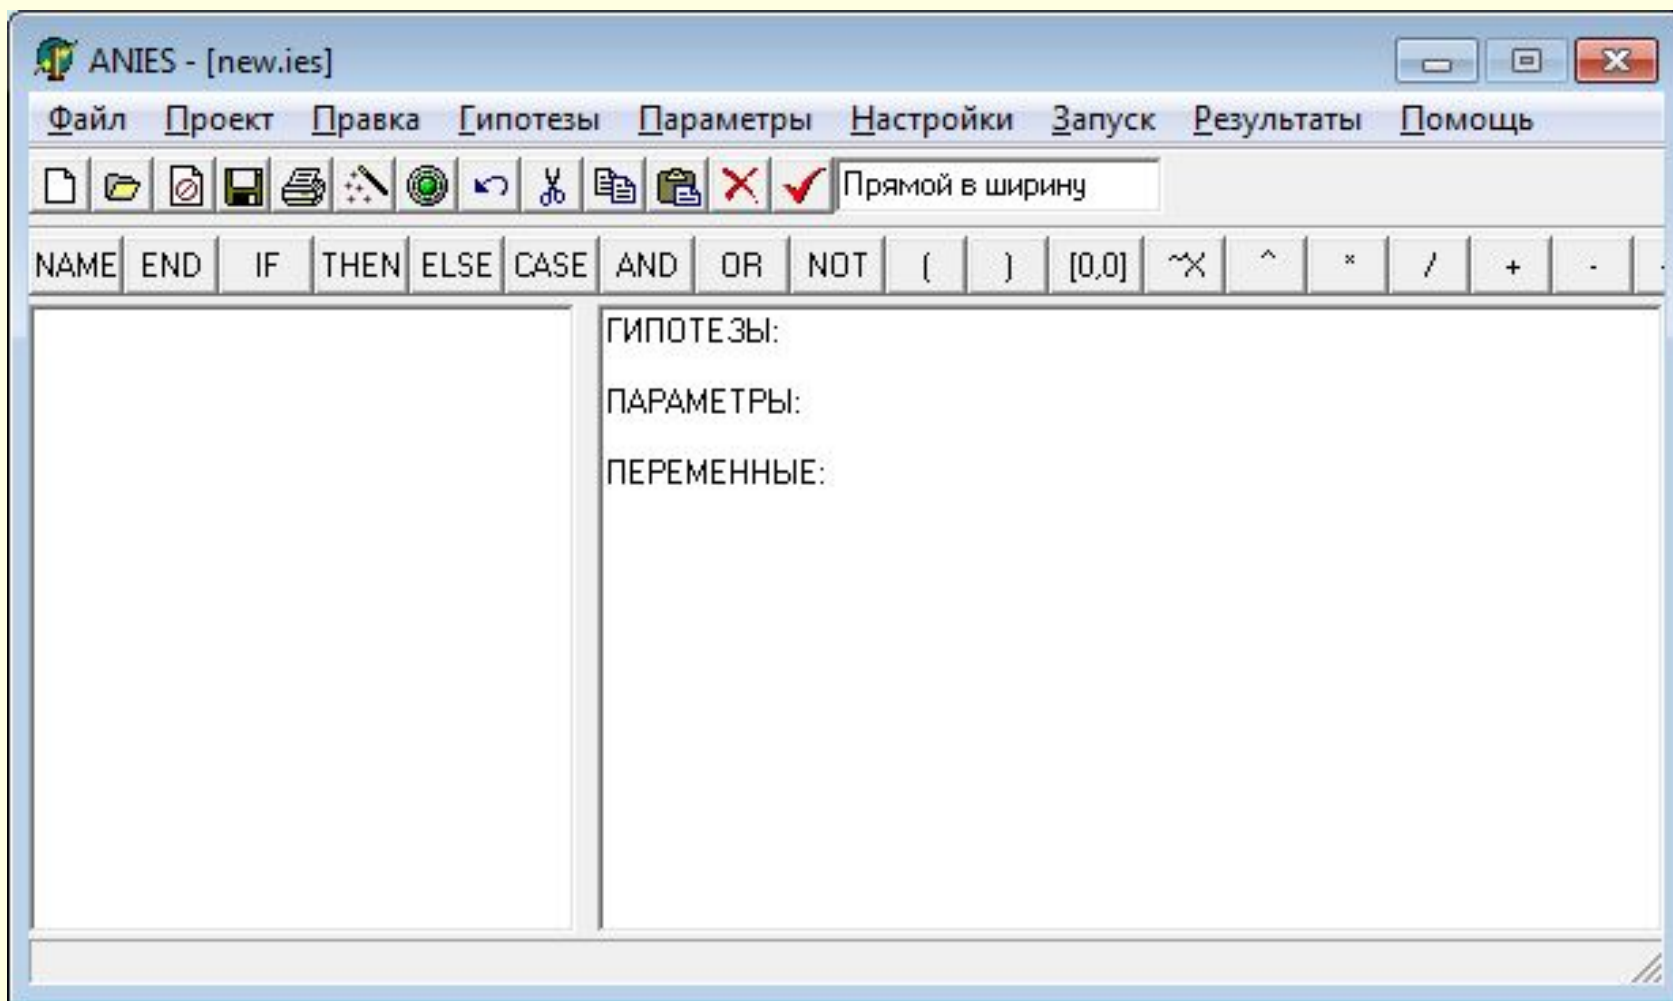 ANIES - [new.ies]
Файл Проект Правка Гипотезы Параметры Настройки Запуск Результаты Помощь
Прямой в ширину
NAME END IF THEN ELSE CASE AND OR NOT ( ) [0,0] ~X ^ * / + -
ГИПОТЕЗЫ:
ПАРАМЕТРЫ:
ПЕРЕМЕННЫЕ: